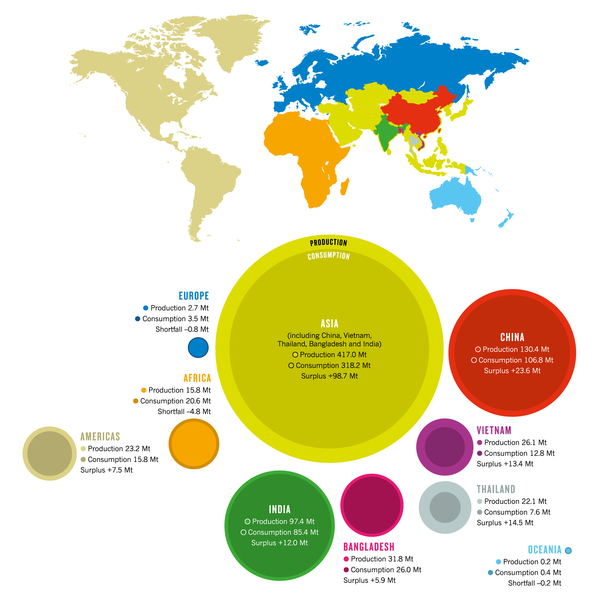 PRODUCTION
CONSUMPTION
ASIA
(including China, Vietnam,
Thailand, Bangladesh and India)
Production 417.0 Mt
Consumption 318.2 Mt
Surplus +98.7 Mt
EUROPE
Production 2.7 Mt
Consumption 3.5 Mt
Shortfall –0.8 Mt
CHINA
Production 130.4 Mt
Consumption 106.8 Mt
Surplus +23.6 Mt
AFRICA
Production 15.8 Mt
Consumption 20.6 Mt
Shortfall –4.8 Mt
AMERICAS
Production 23.2 Mt
Consumption 15.8 Mt
Surplus +7.5 Mt
VIETNAM
Production 26.1 Mt
Consumption 12.8 Mt
Surplus +13.4 Mt
THAILAND
Production 22.1 Mt
Consumption 7.6 Mt
Surplus +14.5 Mt
INDIA
Production 97.4 Mt
Consumption 85.4 Mt
Surplus +12.0 Mt
BANGLADESH
Production 31.8 Mt
Consumption 26.0 Mt
Surplus +5.9 Mt
OCEANIA
Production 0.2 Mt
Consumption 0.4 Mt
Shortfall –0.2 Mt